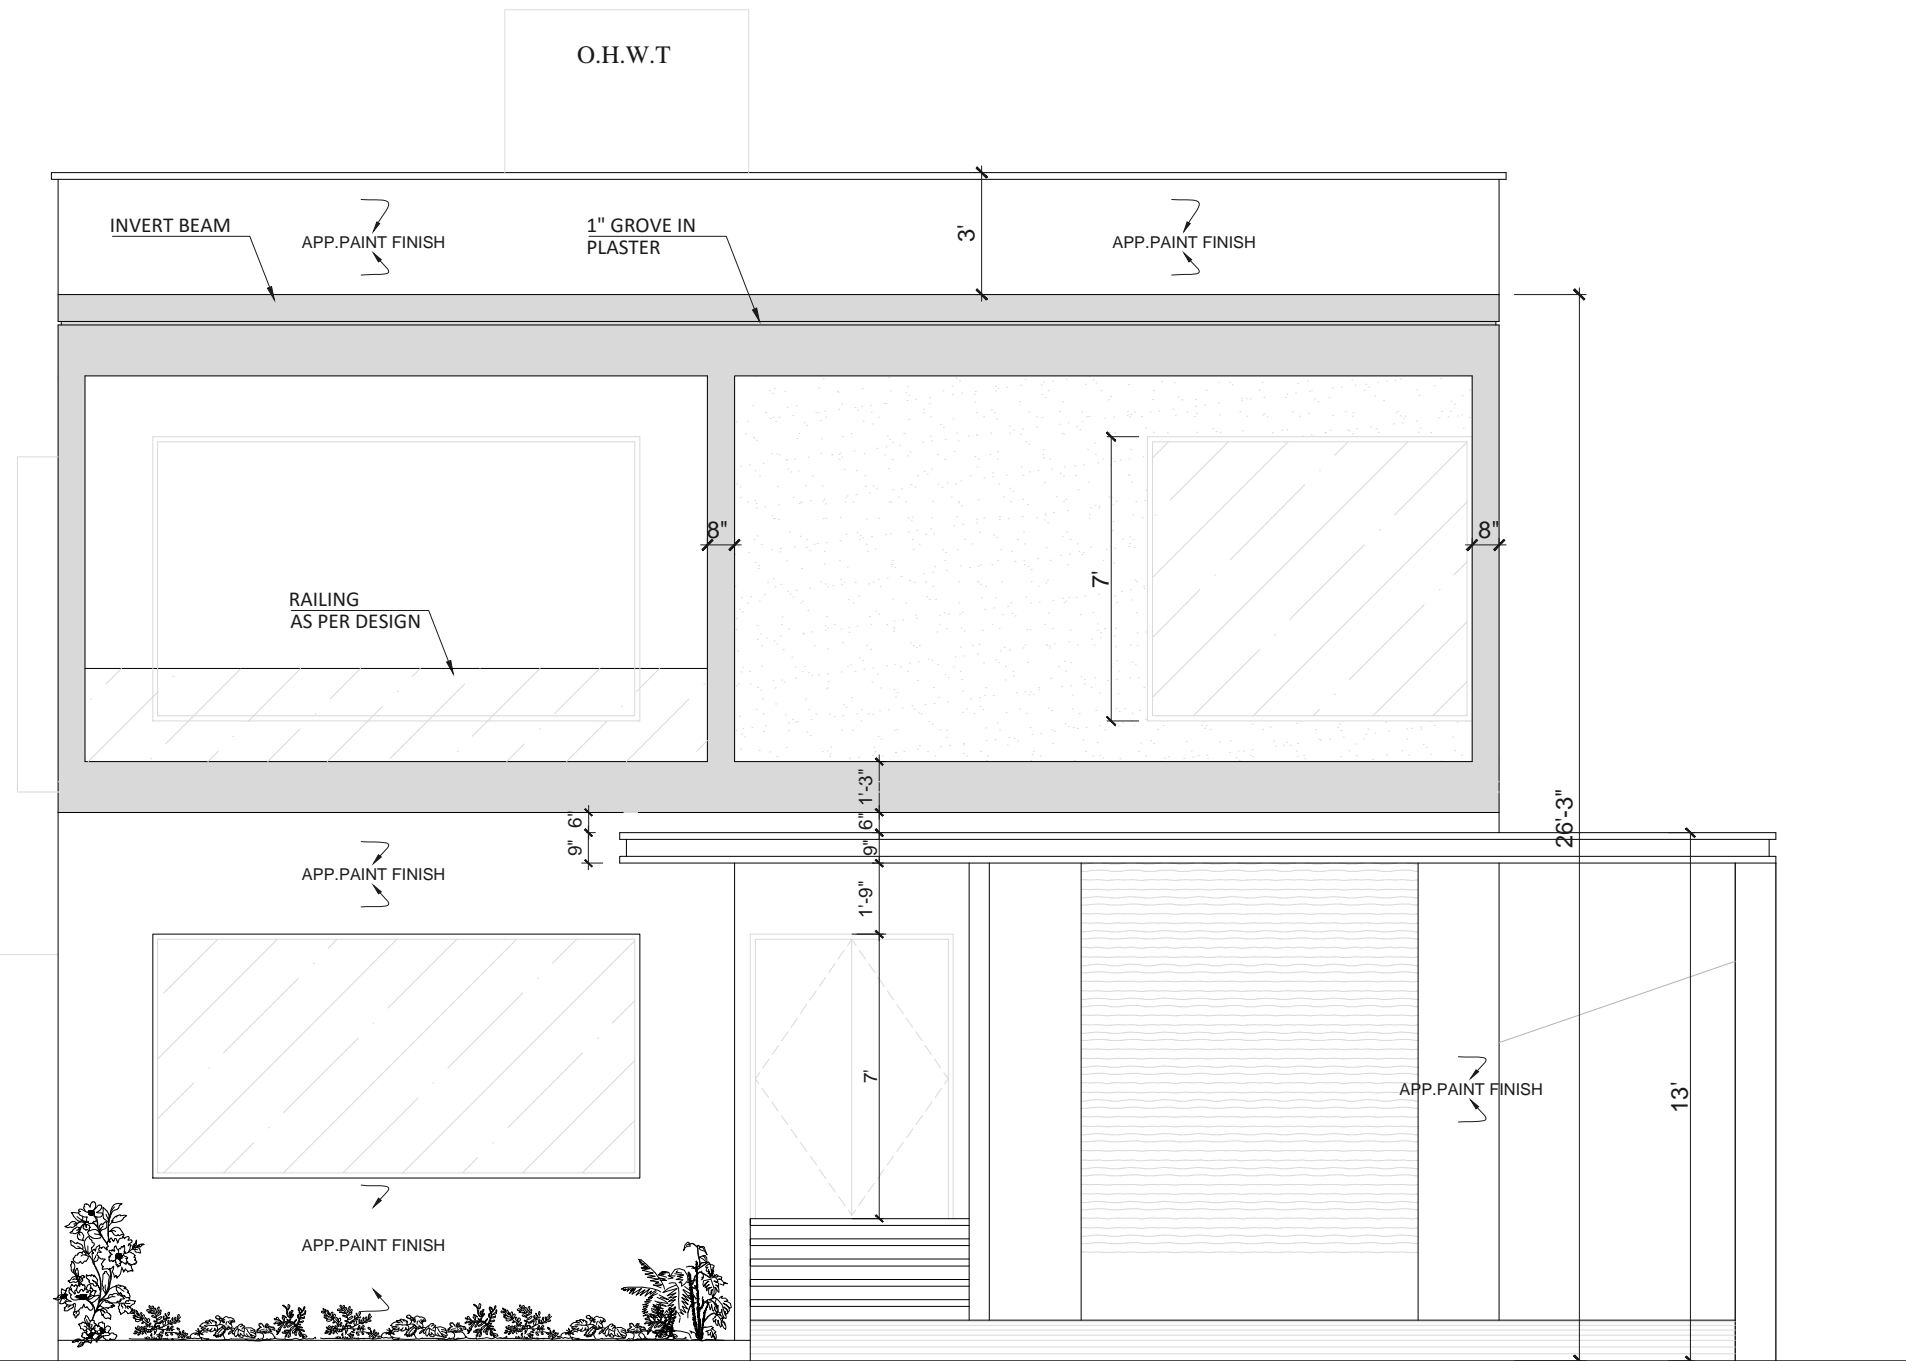 O.H.W.T
INVERT BEAM
APP.PAINT FINISH
1" GROVE IN
PLASTER
3'
APP.PAINT FINISH
8"
8"
7'
RAILING
AS PER DESIGN
1'-3"
6"
6"
9"
9"
26'-3"
APP.PAINT FINISH
1'-9"
7'
APP.PAINT FINISH
13'
APP.PAINT FINISH